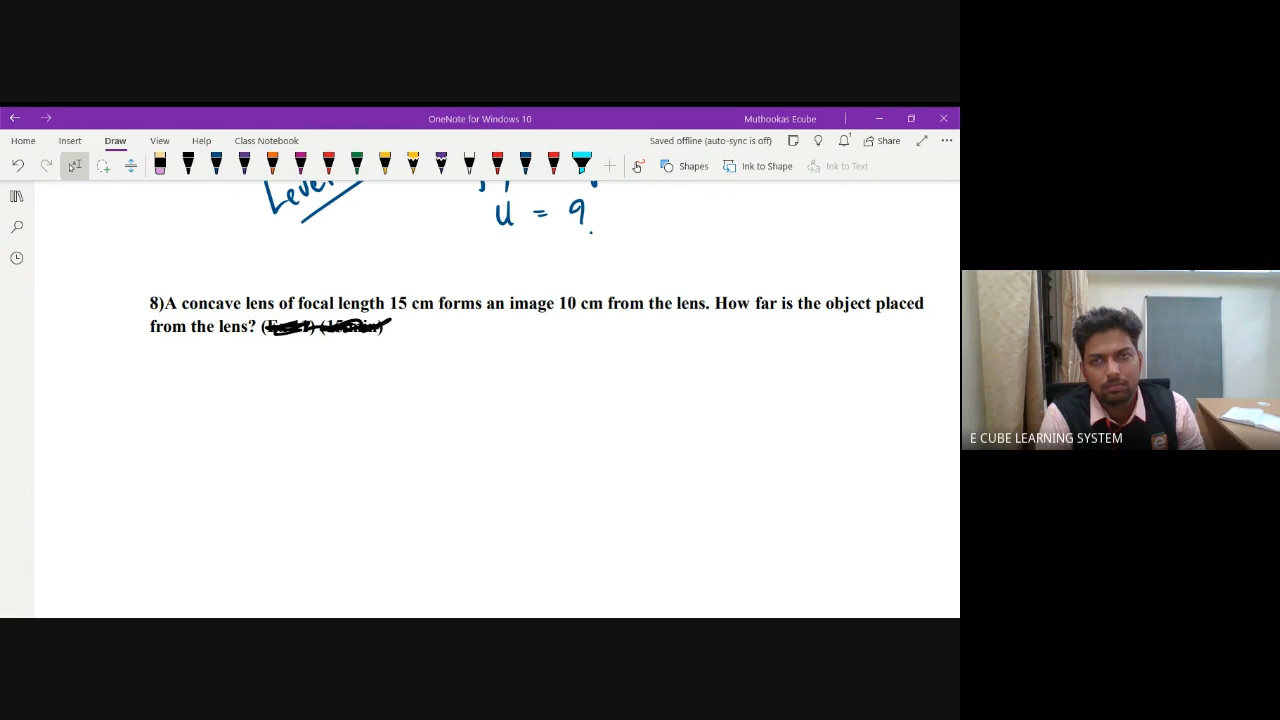 OneNote for Windows 10
Muthookas Ecube
Home Insert Draw View Help Class Notebook
Saved offline (auto-sync is off)
Share
Shapes
Ink to Shape
Ink to Text
Level
u = 9
8)A concave lens of focal length 15 cm forms an image 10 cm from the lens. How far is the object placed
from the lens?
E CUBE LEARNING SYSTEM